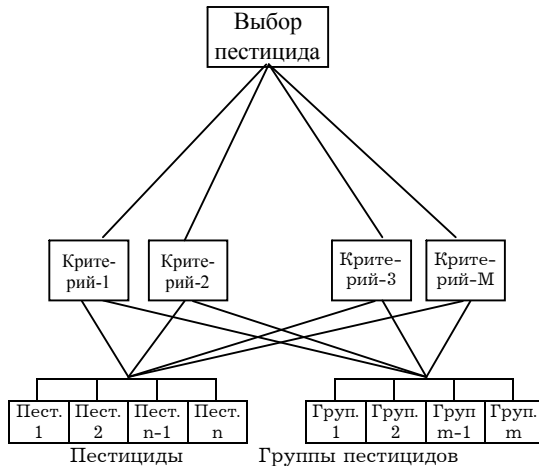 Выбор
пестицида
Крите-
рий-1
Крите-
рий-2
Крите-
рий-3
Крите-
рий-М
Пест.
1
Пест.
2
Пест.
n-1
Пест.
n
Груп.
1
Груп.
2
Груп
m-1
Груп.
m
Пестициды
Группы пестицидов